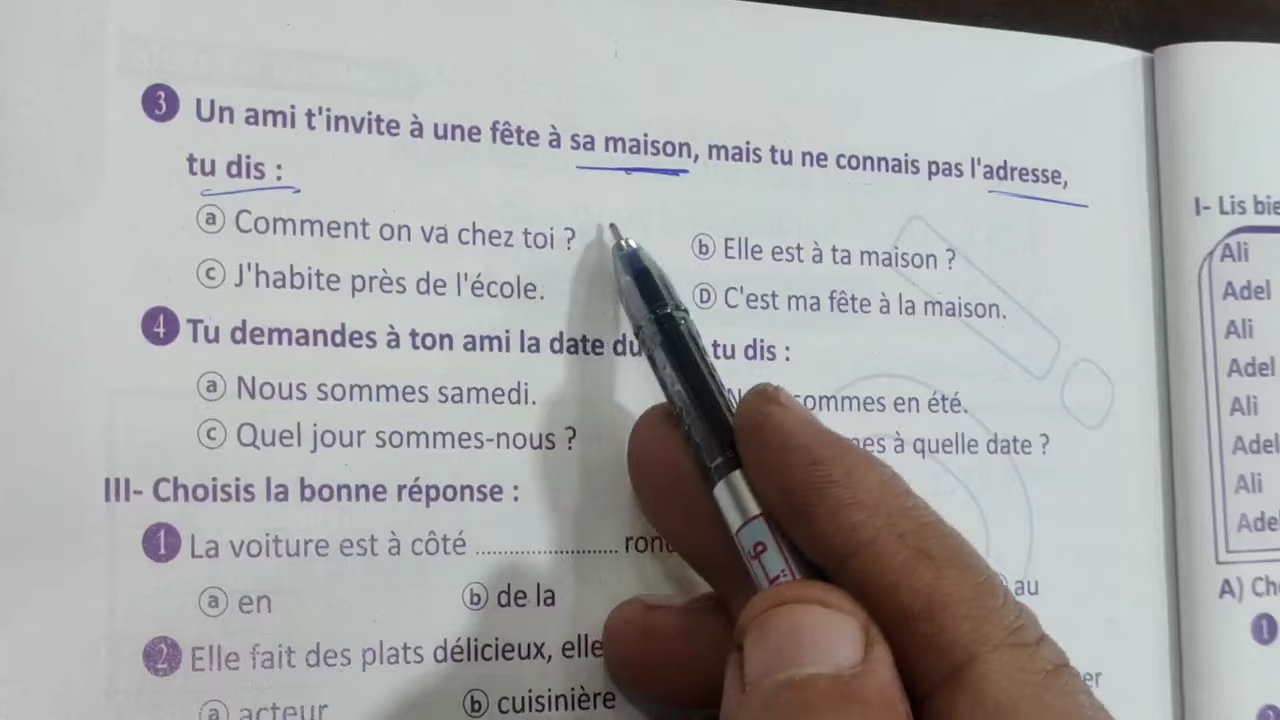 3 Un ami t'invite à une fête à sa maison, mais tu ne connais pas l'adresse,
tu dis :
a Comment on va chez toi ?
b Elle est à ta maison ?
c J'habite près de l'école.
D C'est ma fête à la maison.
4 Tu demandes à ton ami la date du tu dis :
a Nous sommes samedi.
sommes en été.
c Quel jour sommes-nous ?
à quelle date ?
III- Choisis la bonne réponse :
1 La voiture est à côté ........................
a en
b de la
au
2 Elle fait des plats délicieux, elle
a acteur
b cuisinière
I- Lis
Ali
Adel
Ali
Adel
Ali
Adel
Ali
A)
1